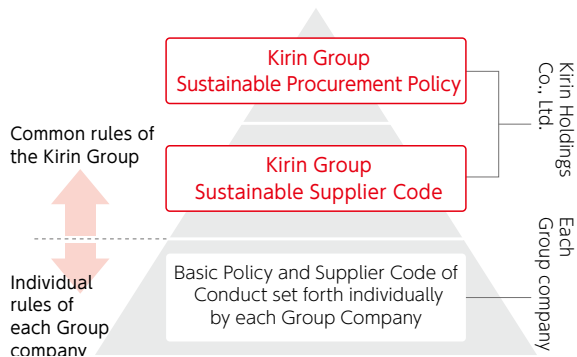 Kirin Group
Sustainable Procurement Policy
Kirin Group
Sustainable Supplier Code
Basic Policy and Supplier Code of
Conduct set forth individually
by each Group Company
Common rules of
the Kirin Group
Individual
rules of
each Group
company
Kirin Holdings
Co., Ltd.
Each
Group company